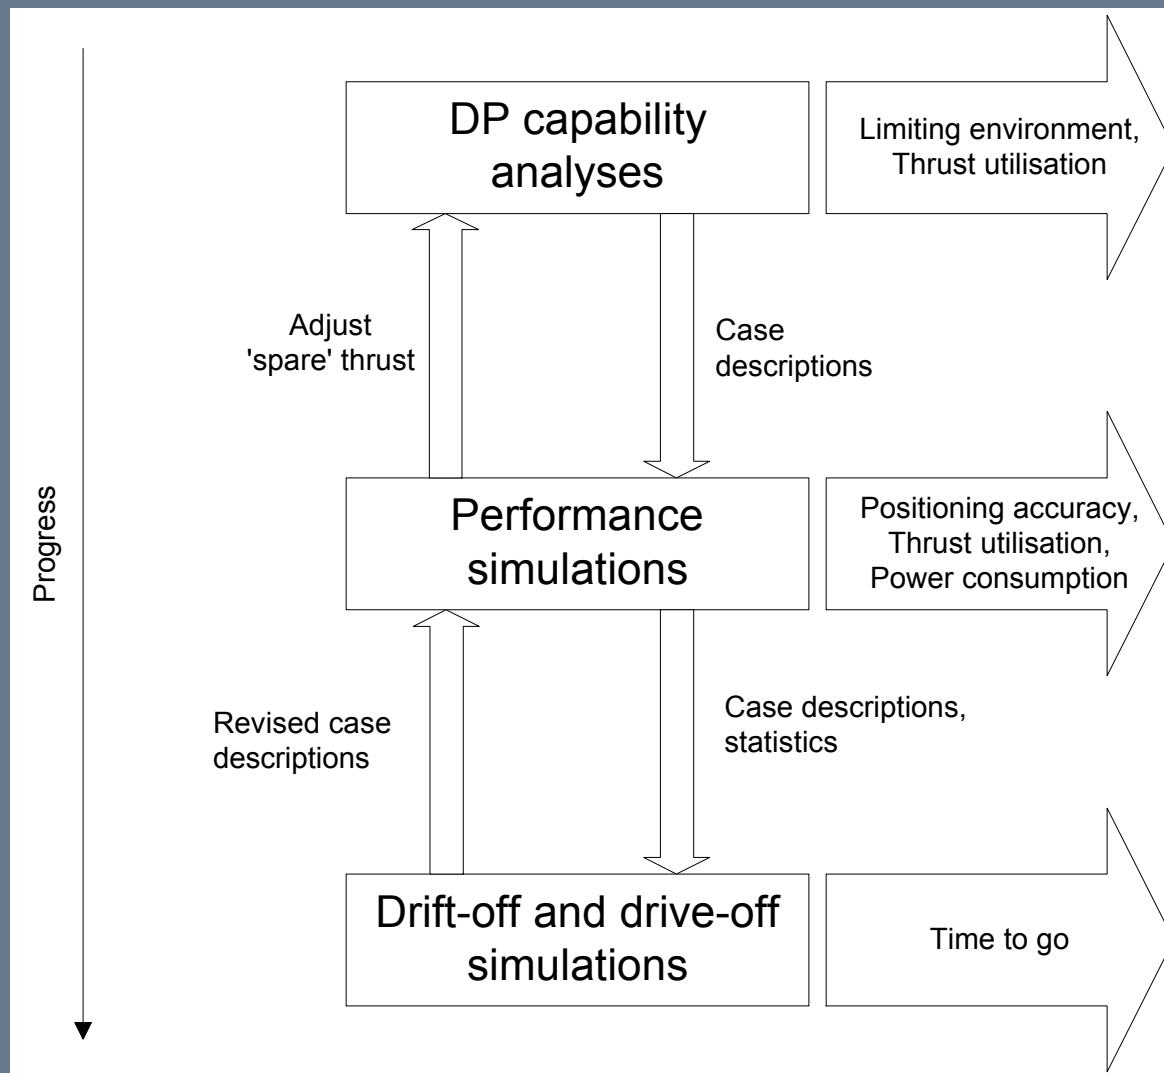 DP capability
analyses
Limiting environment,
Thrust utilisation
Adjust
'spare' thrust
Case
descriptions
Progress
Performance
simulations
Positioning accuracy,
Thrust utilisation,
Power consumption
Revised case
descriptions
Case descriptions,
statistics
Drift-off and drive-off
simulations
Time to go